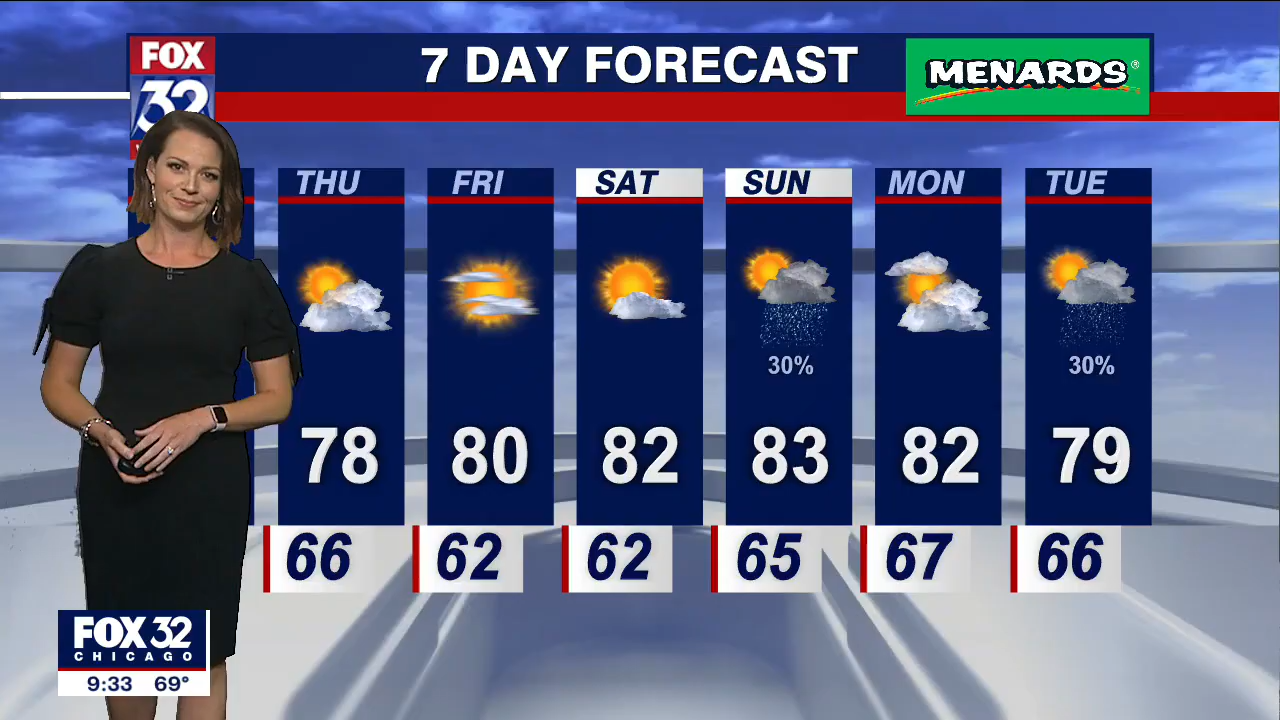 FOX
32
7 DAY FORECAST
MENARDS®
THU FRI SAT SUN MON TUE
30% 30%
78 80 82 83 82 79
66 62 62 65 67 66
FOX 32
CHICAGO
9:33 69°